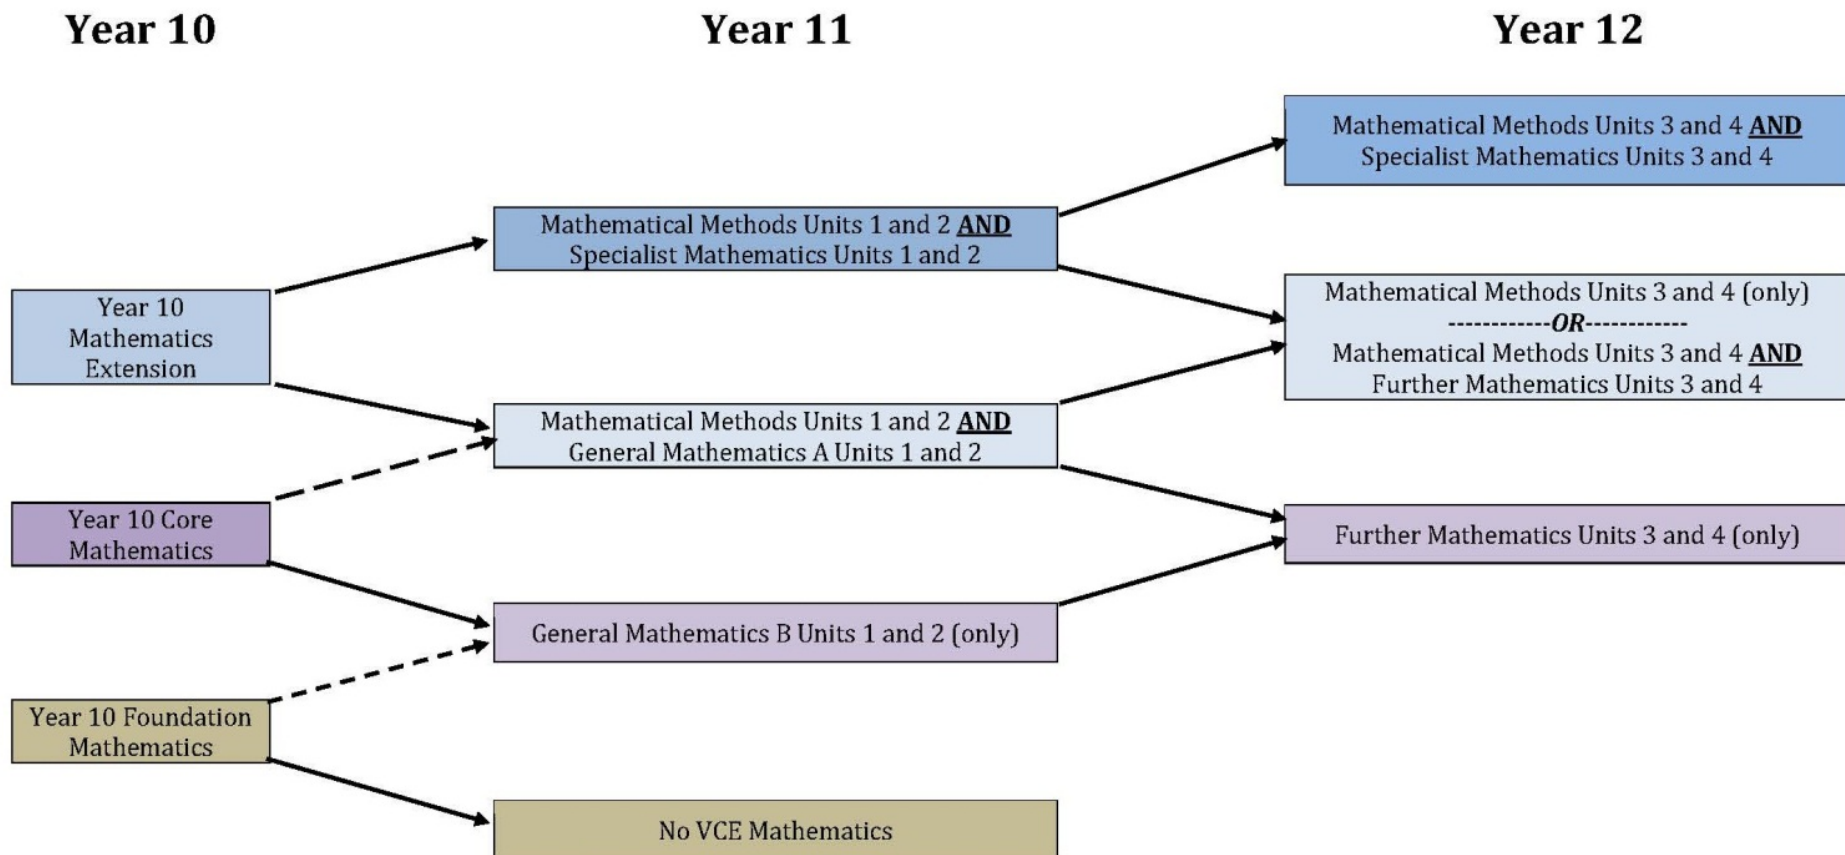 Year 10
Year 11
Year 12
Mathematical Methods Units 3 and 4 AND
Specialist Mathematics Units 3 and 4
Mathematical Methods Units 1 and 2 AND
Specialist Mathematics Units 1 and 2
Year 10
Mathematics
Extension
Mathematical Methods Units 3 and 4 (only)
------------OR------------
Mathematical Methods Units 3 and 4 AND
Further Mathematics Units 3 and 4
Mathematical Methods Units 1 and 2 AND
General Mathematics A Units 1 and 2
Year 10 Core
Mathematics
Further Mathematics Units 3 and 4 (only)
General Mathematics B Units 1 and 2 (only)
Year 10 Foundation
Mathematics
No VCE Mathematics